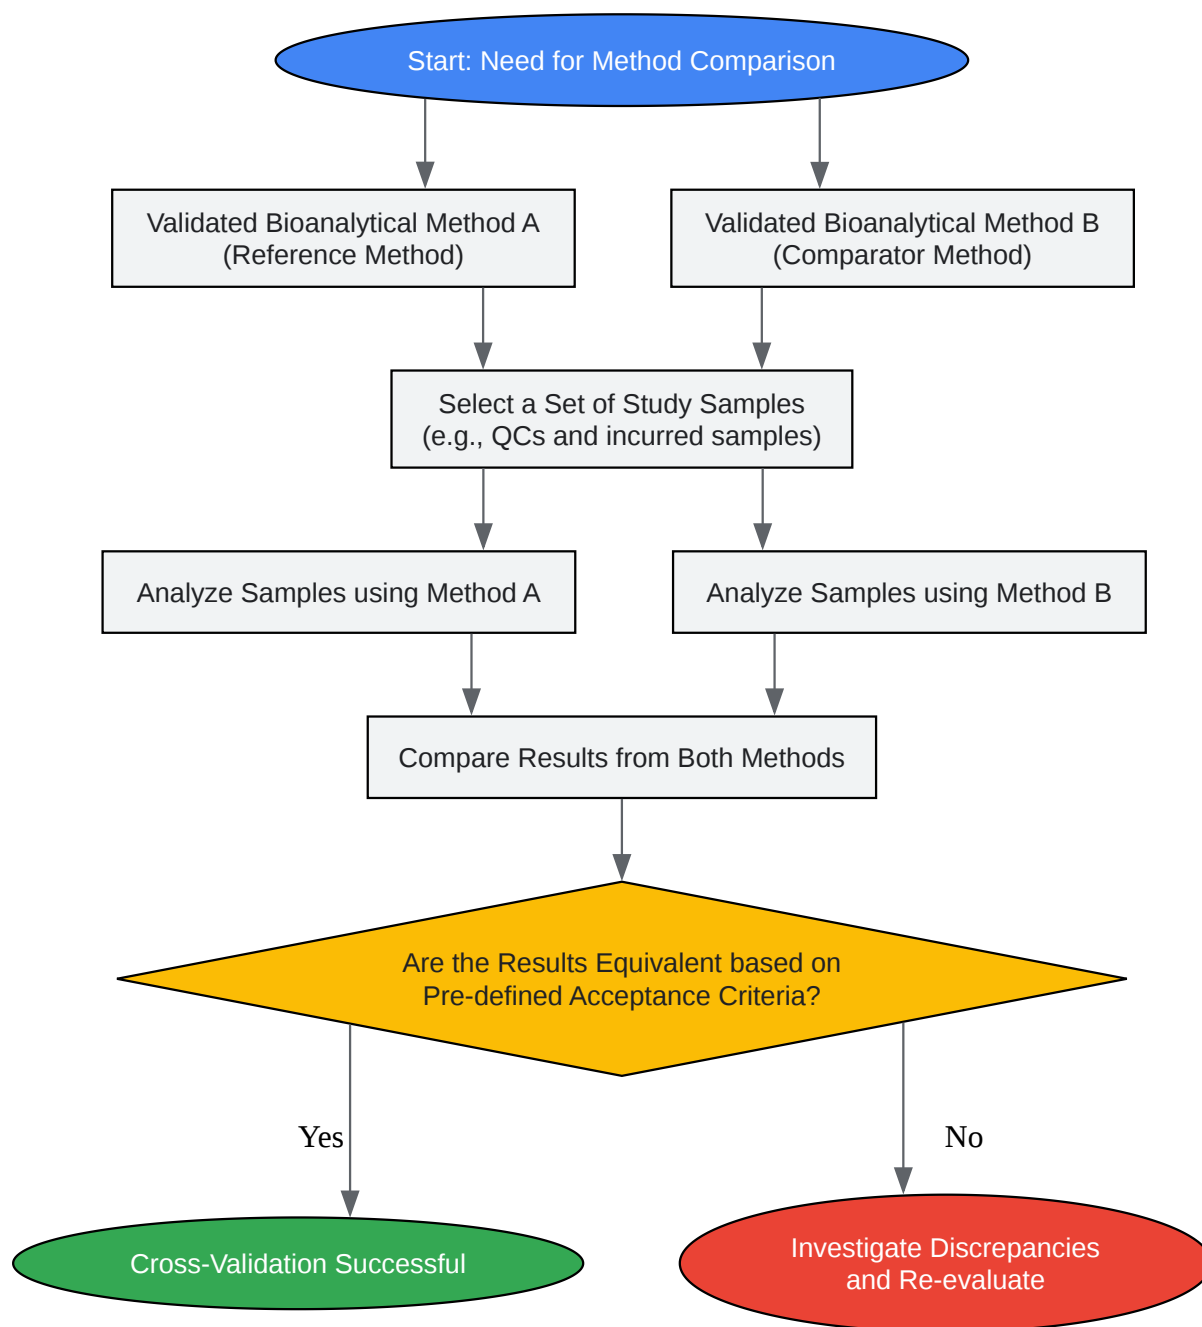 Start: Need for Method Comparison
Validated Bioanalytical Method A
(Reference Method)
Validated Bioanalytical Method B
(Comparator Method)
Select a Set of Study Samples
(e.g., QCs and incurred samples)
Analyze Samples using Method A
Analyze Samples using Method B
Compare Results from Both Methods
Are the Results Equivalent based on
Pre-defined Acceptance Criteria?
Yes
No
Cross-Validation Successful
Investigate Discrepancies
and Re-evaluate